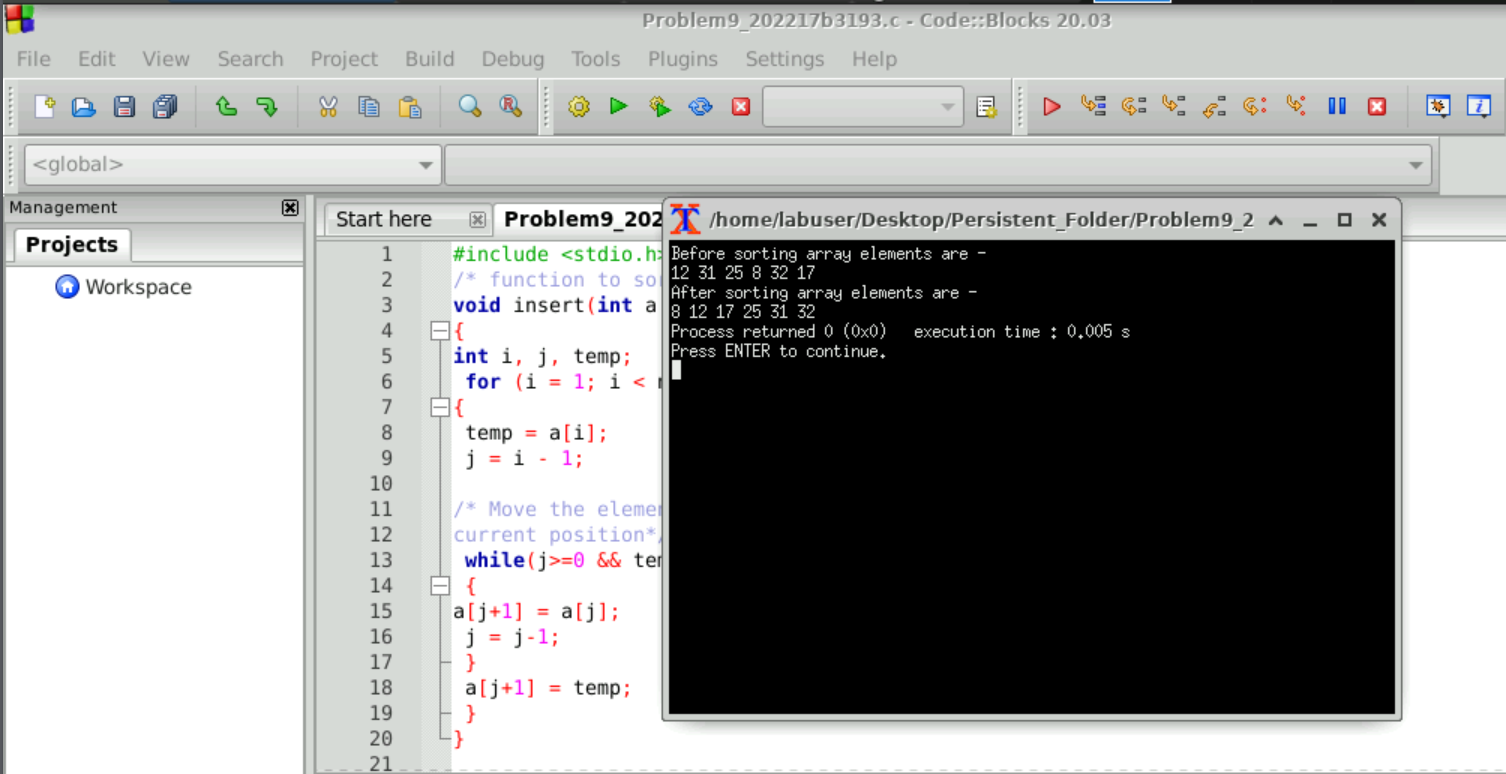 Problem9_202217b3193.c - Code::Blocks 20.03
File Edit View Search Project Build Debug Tools Plugins Settings Help
<global>
Management
Projects
Workspace
Start here
Problem9_202
1 #include <stdio.h>
2 /* function to so
3 void insert(int a
4 {
5 int i, j, temp;
6 for (i = 1; i <
7 {
8 temp = a[i];
9 j = i - 1;
10
11 /* Move the eleme
12 current position*/
13 while(j>=0 && te
14 {
15 a[j+1] = a[j];
16 j = j-1;
17 }
18 a[j+1] = temp;
19 }
20 }
21
/home/labuser/Desktop/Persistent_Folder/Problem9_2
Before sorting array elements are -
12 31 25 8 32 17
After sorting array elements are -
8 12 17 25 31 32
Process returned 0 (0x0)   execution time : 0.005 s
Press ENTER to continue.